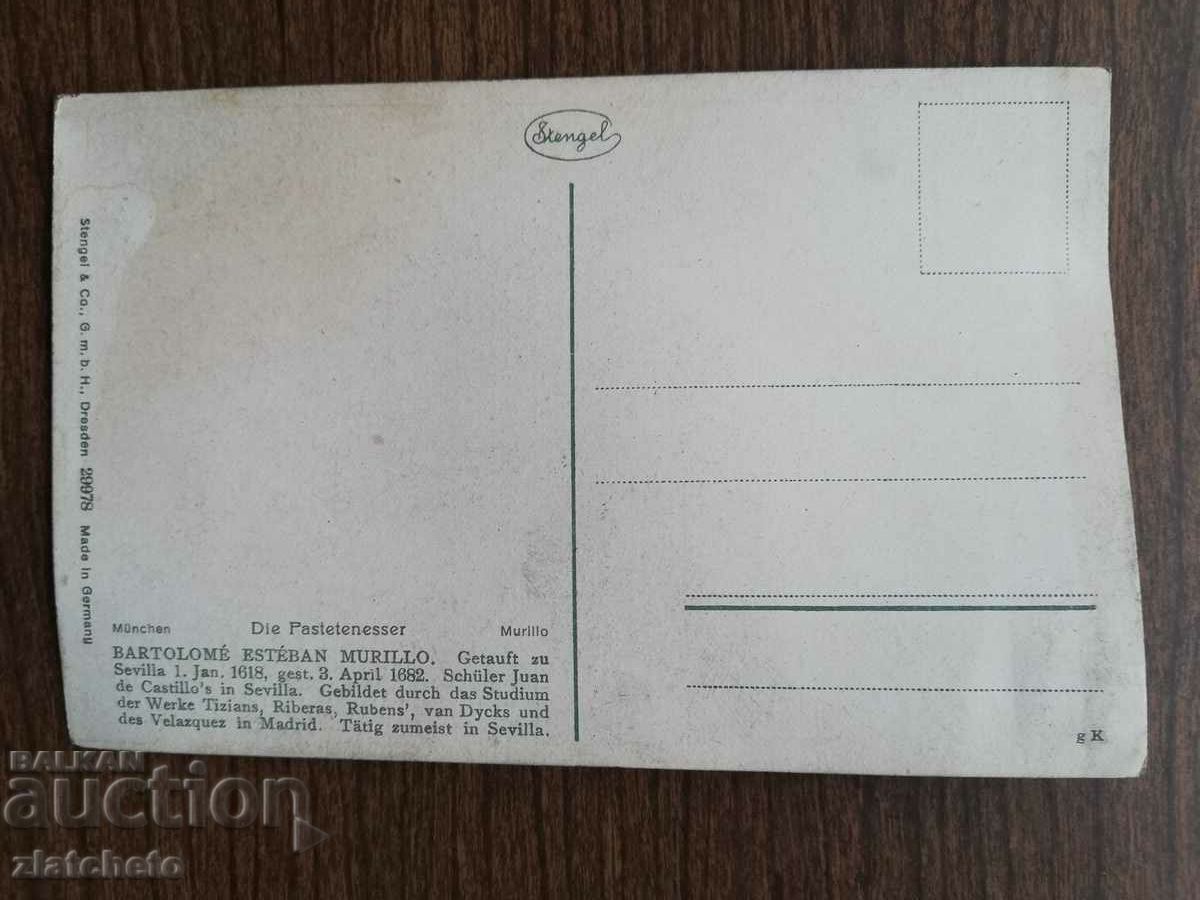 Stengel
Stengel & Co., G. m. b. H., Dresden 29978 Made in Germany
München Die Pastetenesser Murillo
BARTOLOMÉ ESTÉBAN MURILLO. Getauft zu
Sevilla 1. Jan. 1618, gest. 3. April 1682. Schüler Juan
de Castillo's in Sevilla. Gebildet durch das Studium
der Werke Tizians, Riberas, Rubens', van Dycks und
des Velazquez in Madrid. Tätig zumeist in Sevilla.
g K
BALKAN
auction
zlatcheto